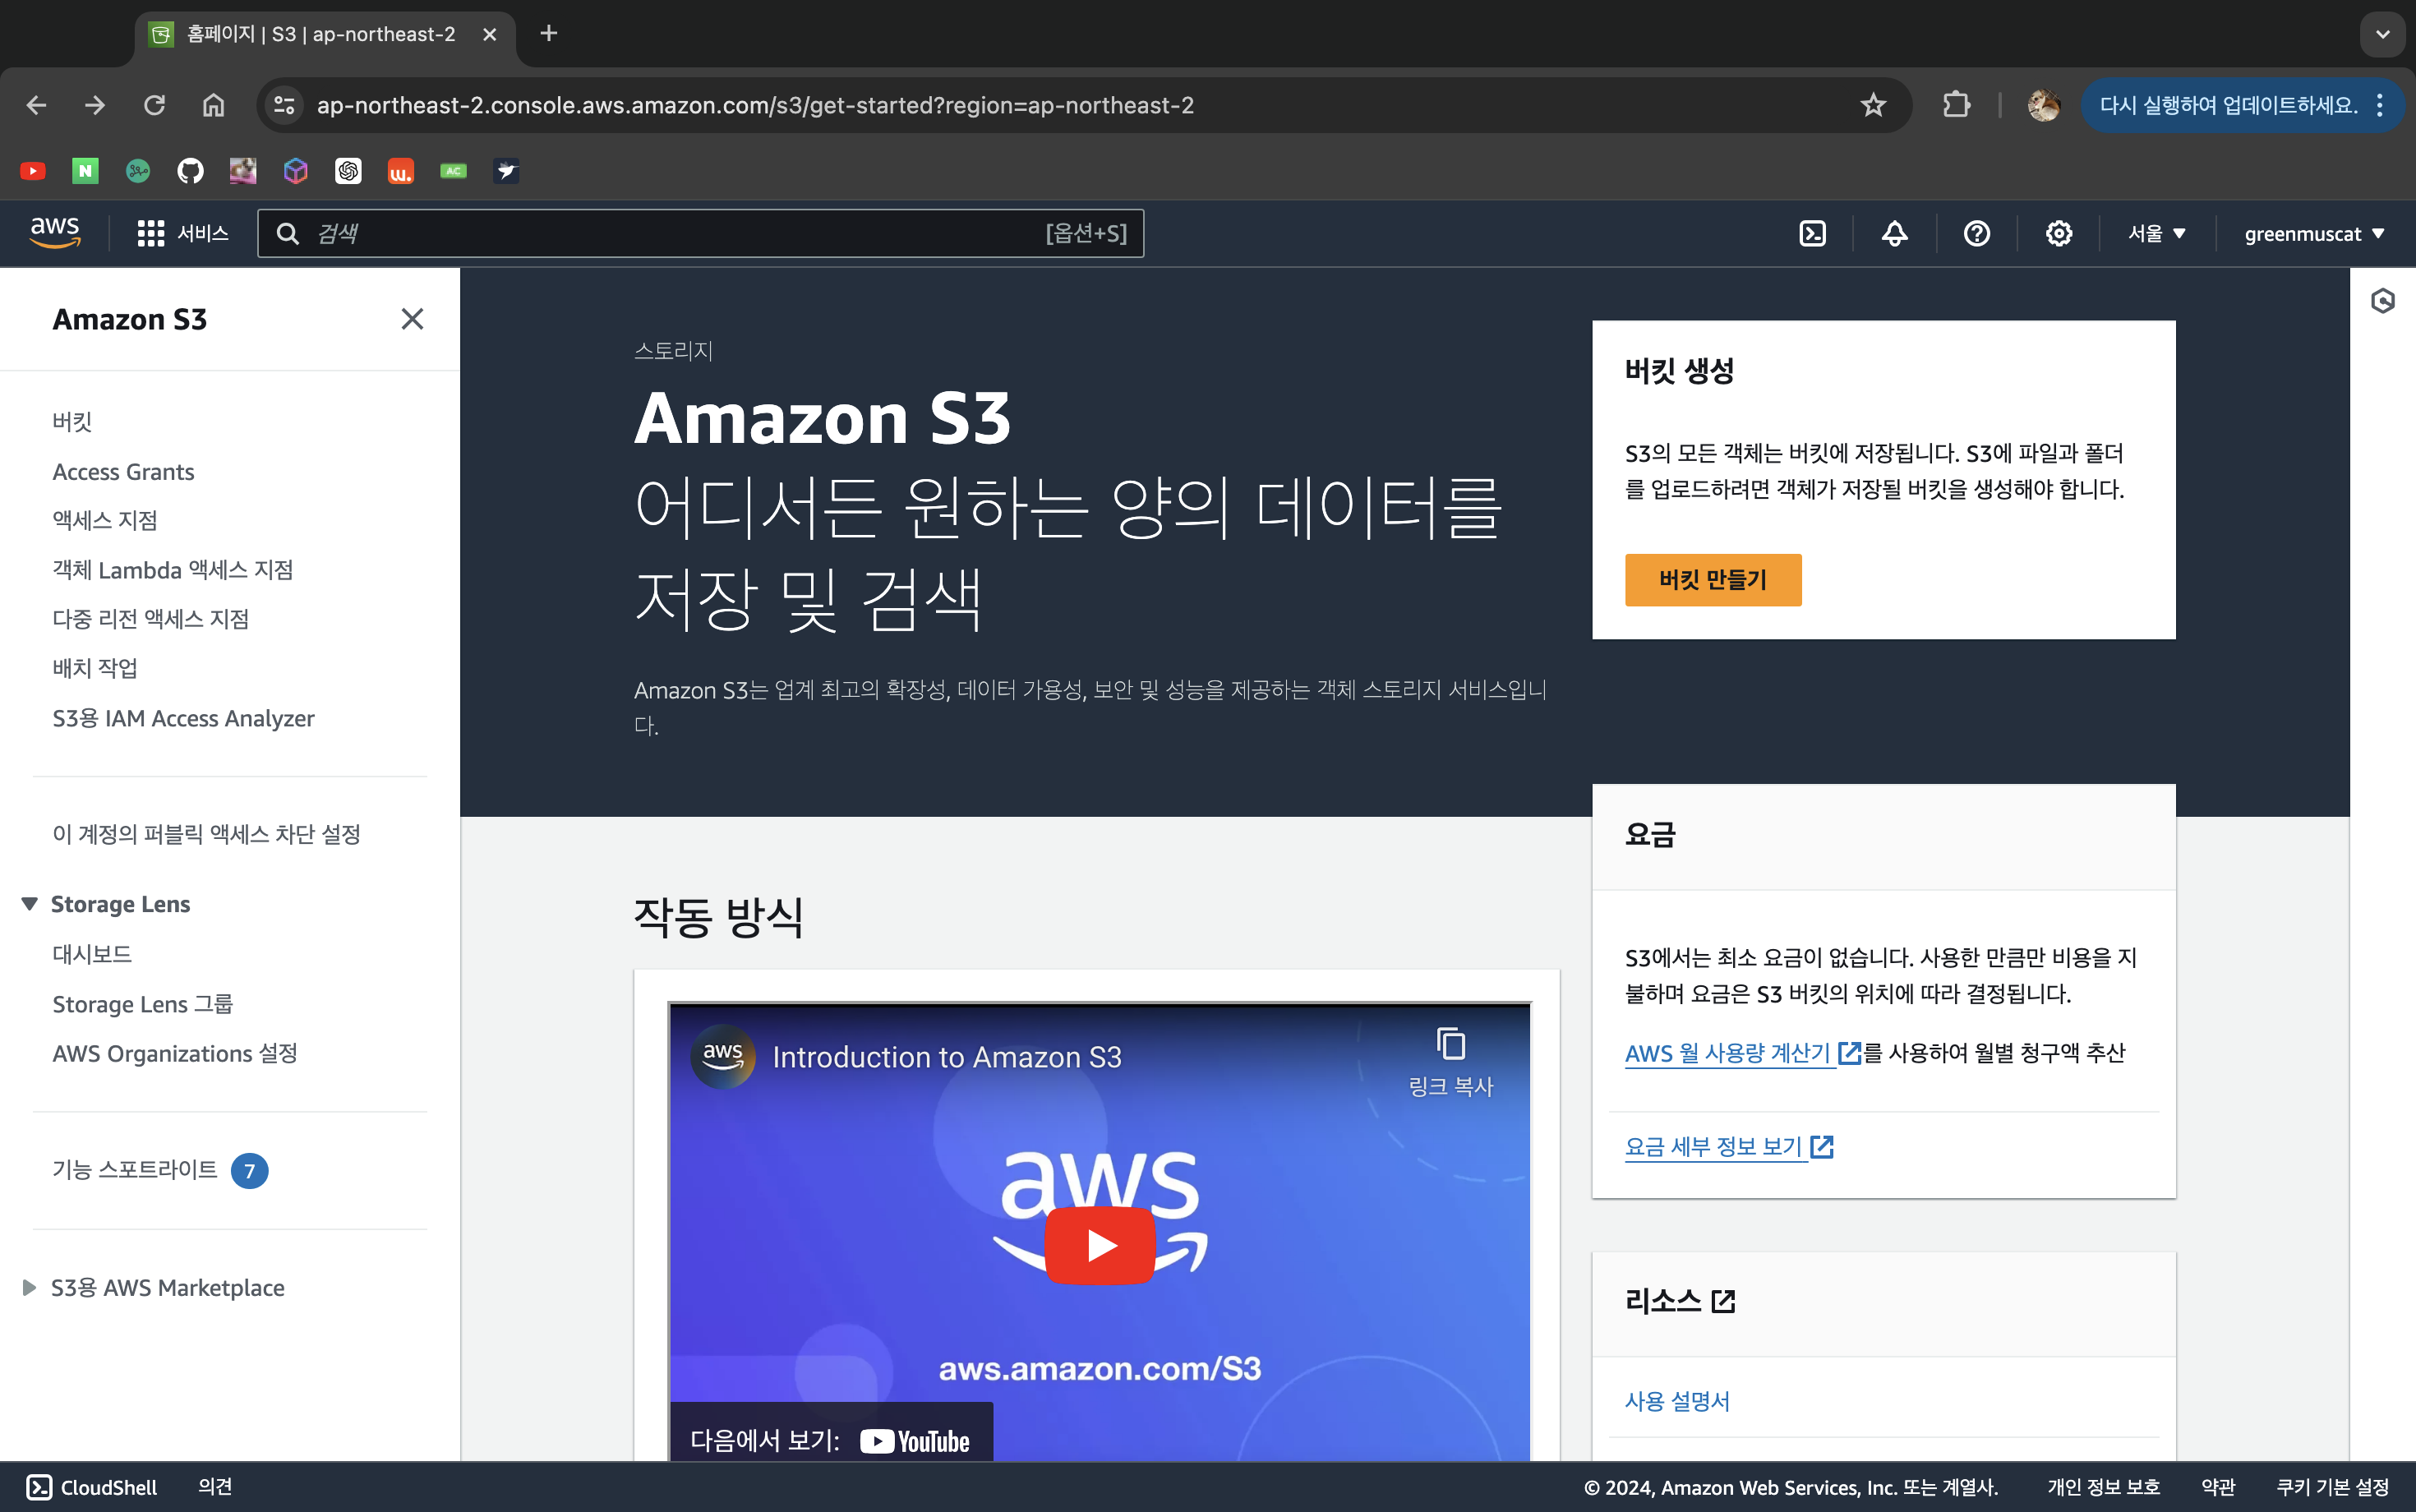 홈페이지 | S3 | ap-northeast-2
ap-northeast-2.console.aws.amazon.com/s3/get-started?region=ap-northeast-2
다시 실행하여 업데이트하세요.
N
w.
AC
aws
서비스
검색
[옵션+S]
서울
greenmuscat
Amazon S3
버킷
Access Grants
액세스 지점
객체 Lambda 액세스 지점
다중 리전 액세스 지점
배치 작업
S3용 IAM Access Analyzer
이 계정의 퍼블릭 액세스 차단 설정
Storage Lens
대시보드
Storage Lens 그룹
AWS Organizations 설정
기능 스포트라이트 7
S3용 AWS Marketplace
스토리지
Amazon S3
어디서든 원하는 양의 데이터를
저장 및 검색
Amazon S3는 업계 최고의 확장성, 데이터 가용성, 보안 및 성능을 제공하는 객체 스토리지 서비스입니
다.
버킷 생성
S3의 모든 객체는 버킷에 저장됩니다. S3에 파일과 폴더
를 업로드하려면 객체가 저장될 버킷을 생성해야 합니다.
버킷 만들기
작동 방식
aws
Introduction to Amazon S3
링크 복사
aws
aws.amazon.com/S3
다음에서 보기: YouTube
요금
S3에서는 최소 요금이 없습니다. 사용한 만큼만 비용을 지
불하며 요금은 S3 버킷의 위치에 따라 결정됩니다.
AWS 월 사용량 계산기를 사용하여 월별 청구액 추산
요금 세부 정보 보기
리소스
사용 설명서
CloudShell
의견
© 2024, Amazon Web Services, Inc. 또는 계열사.
개인 정보 보호
약관
쿠키 기본 설정